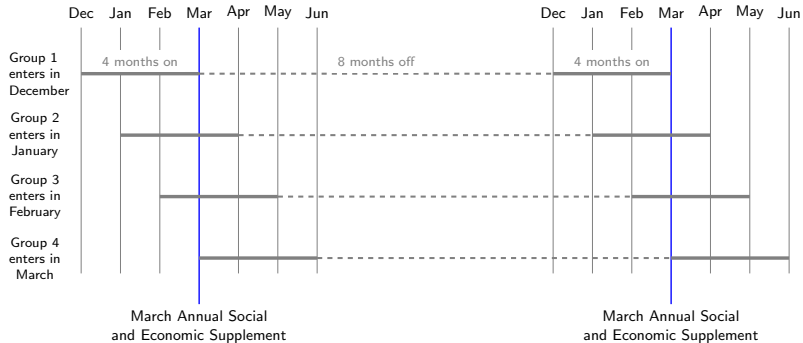 Dec Jan Feb Mar Apr May Jun Dec Jan Feb Mar Apr May Jun
Group 1
enters in
December
4 months on 8 months off 4 months on
Group 2
enters in
January
Group 3
enters in
February
Group 4
enters in
March
March Annual Social
and Economic Supplement
March Annual Social
and Economic Supplement